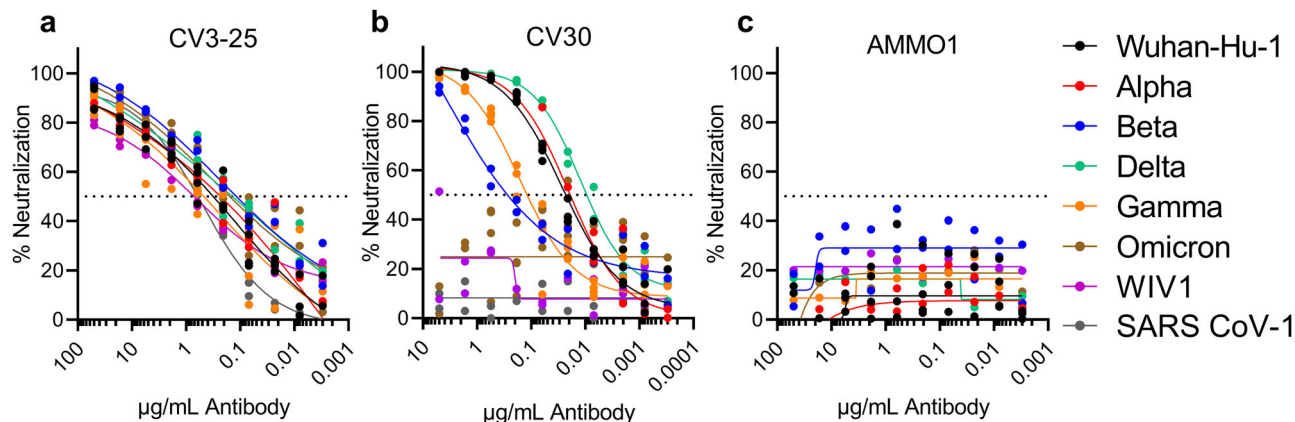 a
CV3-25
% Neutralization
100
80
60
40
20
0
100
10
1
0.1
0.01
0.001
µg/mL Antibody
b
CV30
% Neutralization
100
80
60
40
20
0
10
1
0.1
0.01
0.001
0.0001
µg/mL Antibody
c
AMMO1
% Neutralization
100
80
60
40
20
0
100
10
1
0.1
0.01
0.001
µg/mL Antibody
Wuhan-Hu-1
Alpha
Beta
Delta
Gamma
Omicron
WIV1
SARS CoV-1